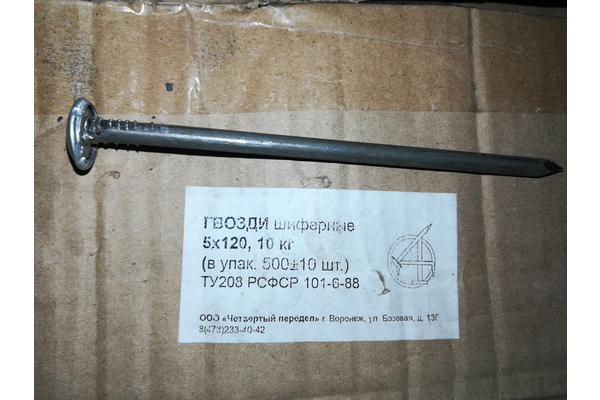 ГВОЗДИ шиферные
5х120, 10 кг
(в упак. 500±10 шт.)
ТУ208 РСФСР 101-6-88
ООО «Четвертый передел» г. Воронеж, ул. Базовая, д. 13Г
8(473)233-40-42